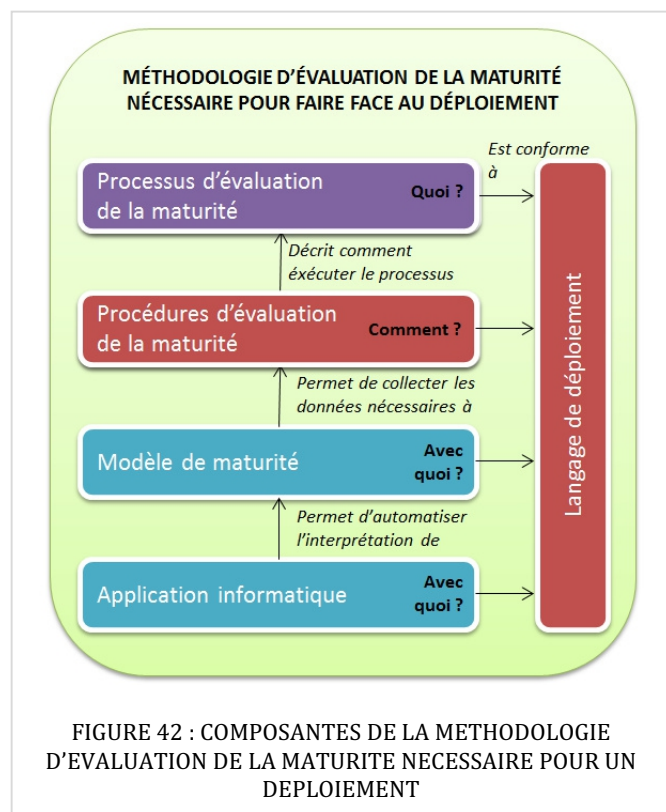 MÉTHODOLOGIE D'ÉVALUATION DE LA MATURITÉ
NÉCESSAIRE POUR FAIRE FACE AU DÉPLOIEMENT
Est conforme
à
Processus d'évaluation
de la maturité
Quoi ?
Décrit comment
éxécuter le processus
Procédures d'évaluation
de la maturité
Comment ?
Permet de collecter les
données nécessaires à
Modèle de maturité
Avec
quoi ?
Permet d'automatiser
l'interprétation de
Application informatique
Avec
quoi ?
Langage de déploiement
FIGURE 42 : COMPOSANTES DE LA METHODOLOGIE
D'EVALUATION DE LA MATURITE NECESSAIRE POUR UN
DEPLOIEMENT